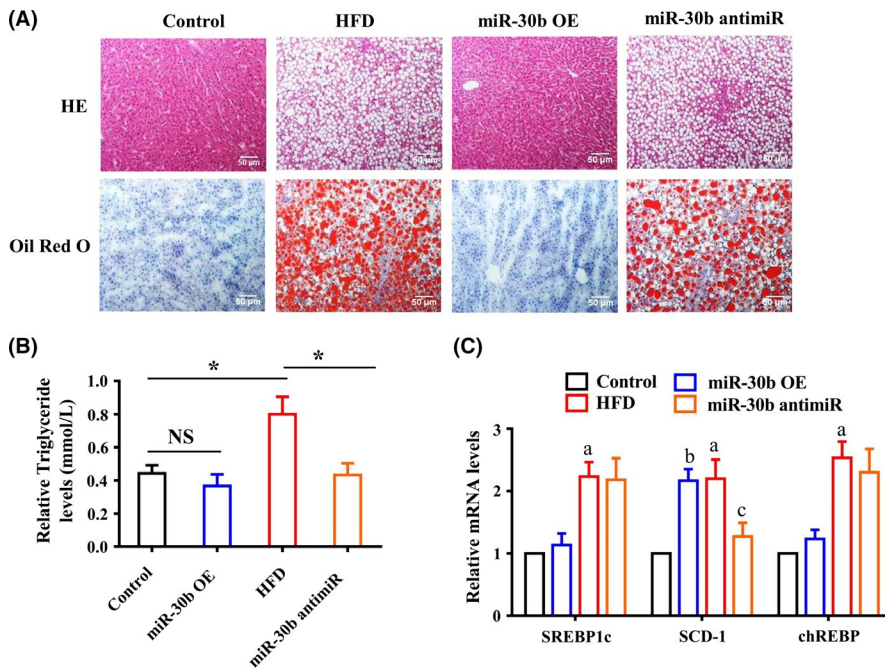 (A)
Control HFD miR-30b OE miR-30b antimiR
HE
50 μm 50 μm 50 μm 50 μm
Oil Red O
50 μm 50 μm 50 μm 50 μm
(B)
* *
NS
Relative Triglyceride
levels (mmol/L)
1.0
0.8
0.6
0.4
0.2
0.0
Control miR-30b OE HFD miR-30b antimiR
(C)
Control miR-30b OE
HFD miR-30b antimiR
Relative mRNA levels
3
2
1
0
a b a c a
SREBP1c SCD-1 chREBP